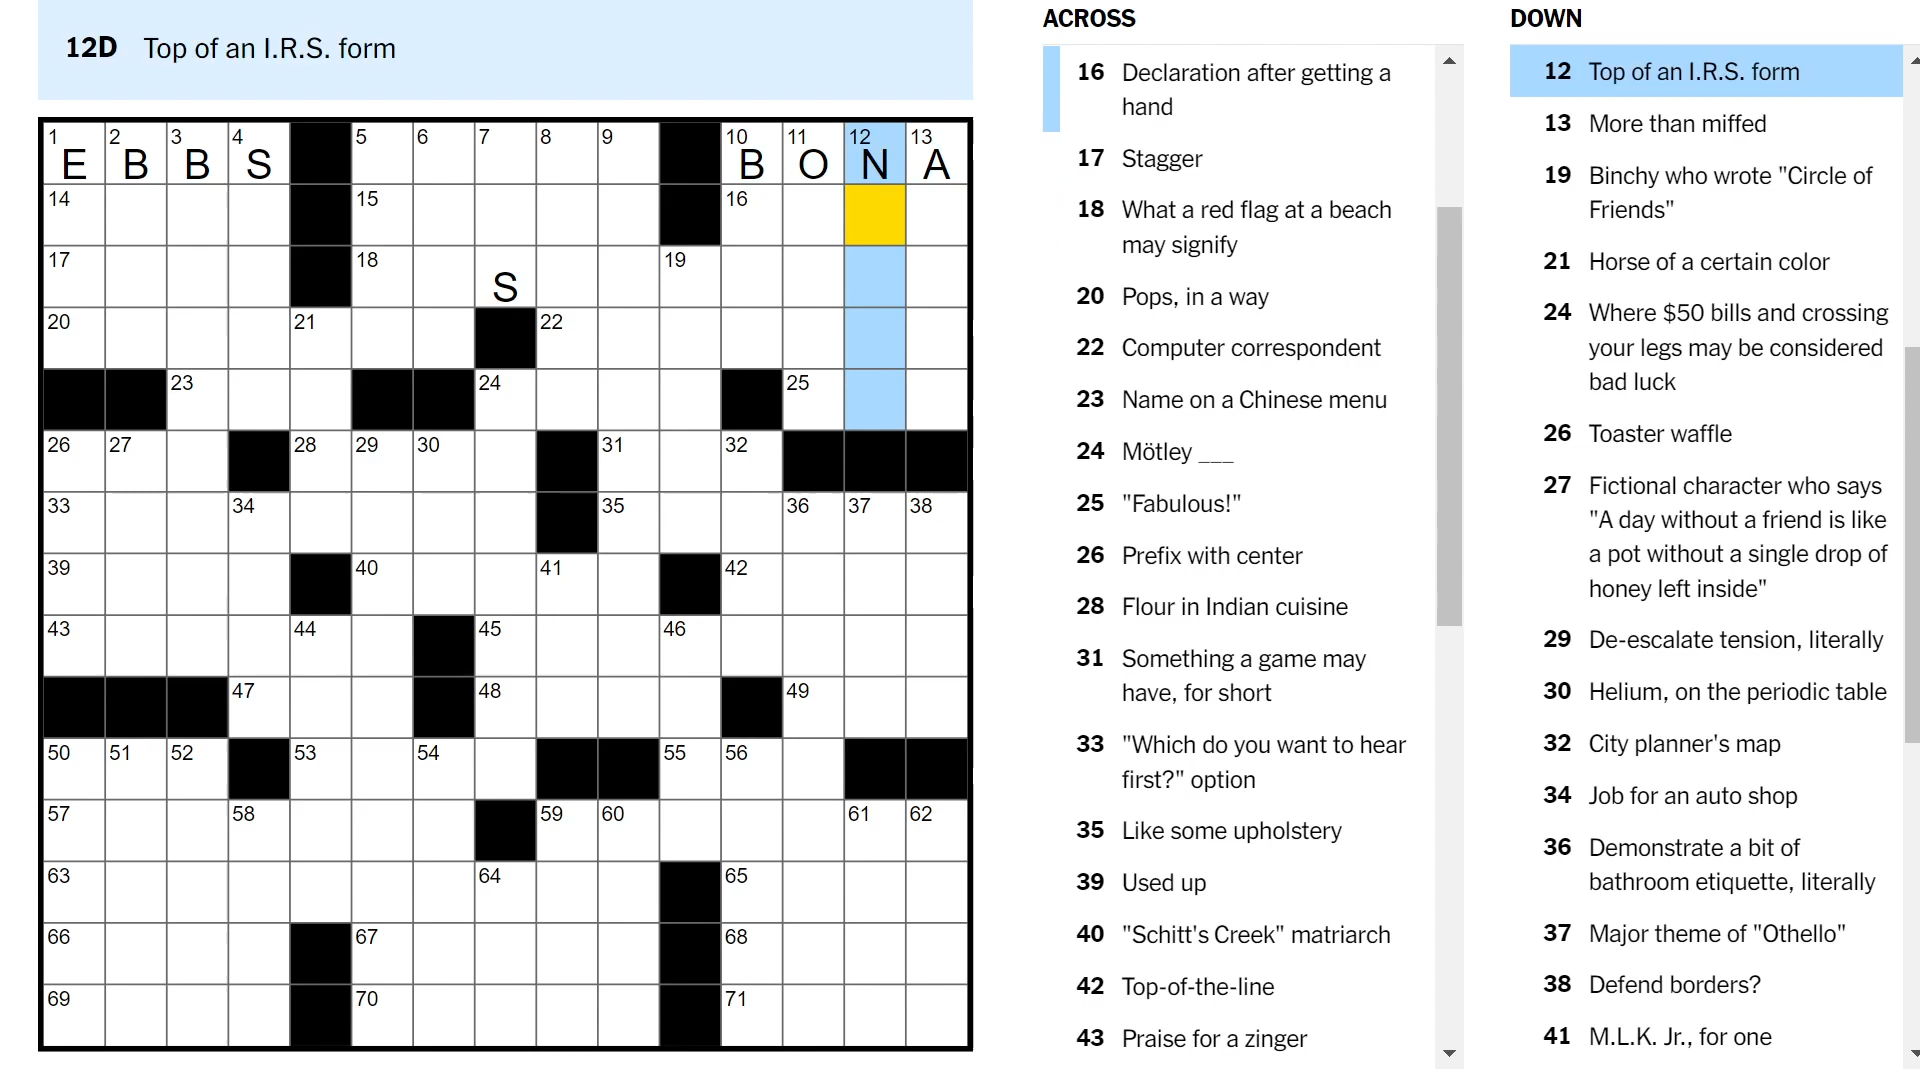 12D Top of an I.R.S. form
1 2 3 4 5 6 7 8 9 10 11 12 13
E B B S B O N A
14 15 16
17 18 19
S
20 21 22
23 24 25
26 27 28 29 30 31 32
33 34 35 36 37 38
39 40 41 42
43 44 45 46
47 48 49
50 51 52 53 54 55 56
57 58 59 60 61 62
63 64 65
66 67 68
69 70 71
ACROSS
16 Declaration after getting a
hand
17 Stagger
18 What a red flag at a beach
may signify
20 Pops, in a way
22 Computer correspondent
23 Name on a Chinese menu
24 Mötley ___
25 "Fabulous!"
26 Prefix with center
28 Flour in Indian cuisine
31 Something a game may
have, for short
33 "Which do you want to hear
first?" option
35 Like some upholstery
39 Used up
40 "Schitt's Creek" matriarch
42 Top-of-the-line
43 Praise for a zinger
DOWN
12 Top of an I.R.S. form
13 More than miffed
19 Binchy who wrote "Circle of
Friends"
21 Horse of a certain color
24 Where $50 bills and crossing
your legs may be considered
bad luck
26 Toaster waffle
27 Fictional character who says
"A day without a friend is like
a pot without a single drop of
honey left inside"
29 De-escalate tension, literally
30 Helium, on the periodic table
32 City planner's map
34 Job for an auto shop
36 Demonstrate a bit of
bathroom etiquette, literally
37 Major theme of "Othello"
38 Defend borders?
41 M.L.K. Jr., for one